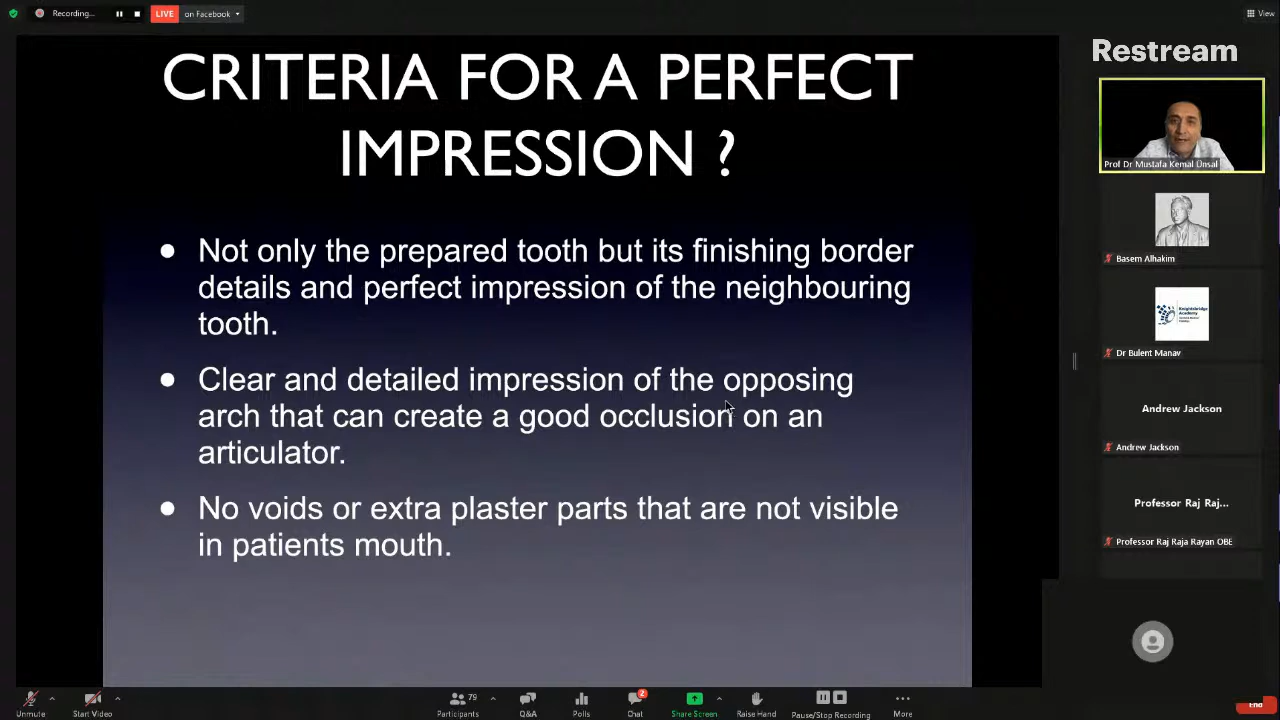 Recording...
LIVE
on Facebook
View
CRITERIA FOR A PERFECT
IMPRESSION ?
• Not only the prepared tooth but its finishing border
details and perfect impression of the neighbouring
tooth.
• Clear and detailed impression of the opposing
arch that can create a good occlusion on an
articulator.
• No voids or extra plaster parts that are not visible
in patients mouth.
Restream
Prof Dr Mustafa Kemal Ünsal
Basem Alhakim
Knightsbridge
Academy
Dr Bulent Manav
Andrew Jackson
Andrew Jackson
Professor Raj Raj...
Professor Raj Raja Rayan OBE
Unmute
Start Video
79
Participants
Q&A
Polls
2
Chat
Share Screen
Raise Hand
Pause/Stop Recording
More
End